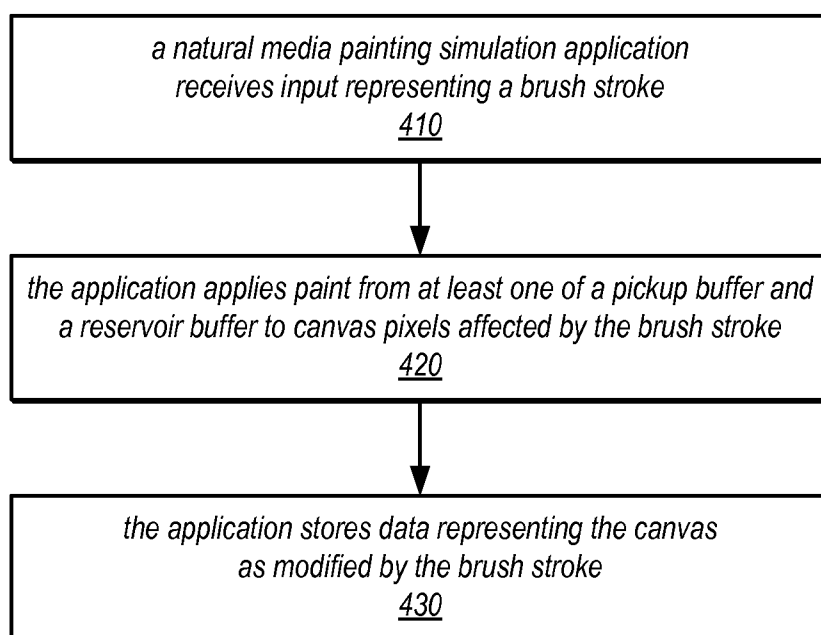 a natural media painting simulation application
receives input representing a brush stroke
410
the application applies paint from at least one of a pickup buffer and
a reservoir buffer to canvas pixels affected by the brush stroke
420
the application stores data representing the canvas
as modified by the brush stroke
430